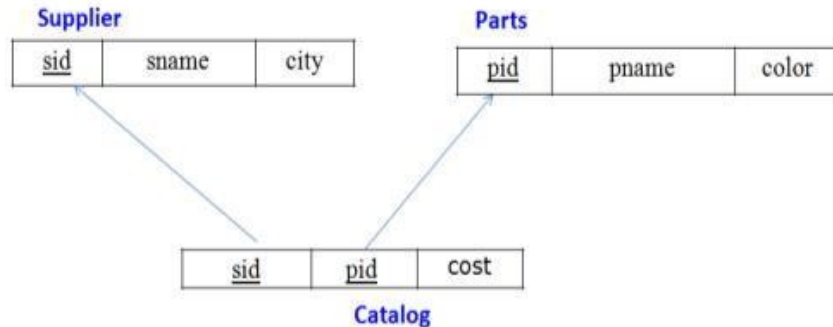 Supplier
sid sname city
Parts
pid pname color
sid pid cost
Catalog